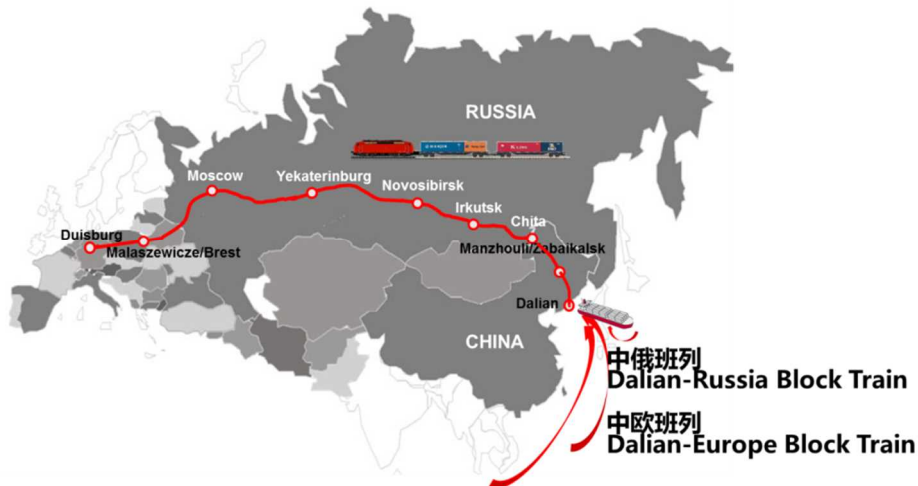 RUSSIA
Moscow
Yekaterinburg
Novosibirsk
Irkutsk
Chita
Duisburg
Malaszewicze/Brest
Manzhouli/Zabaikalsk
Dalian
CHINA
中俄班列
Dalian-Russia Block Train
中欧班列
Dalian-Europe Block Train